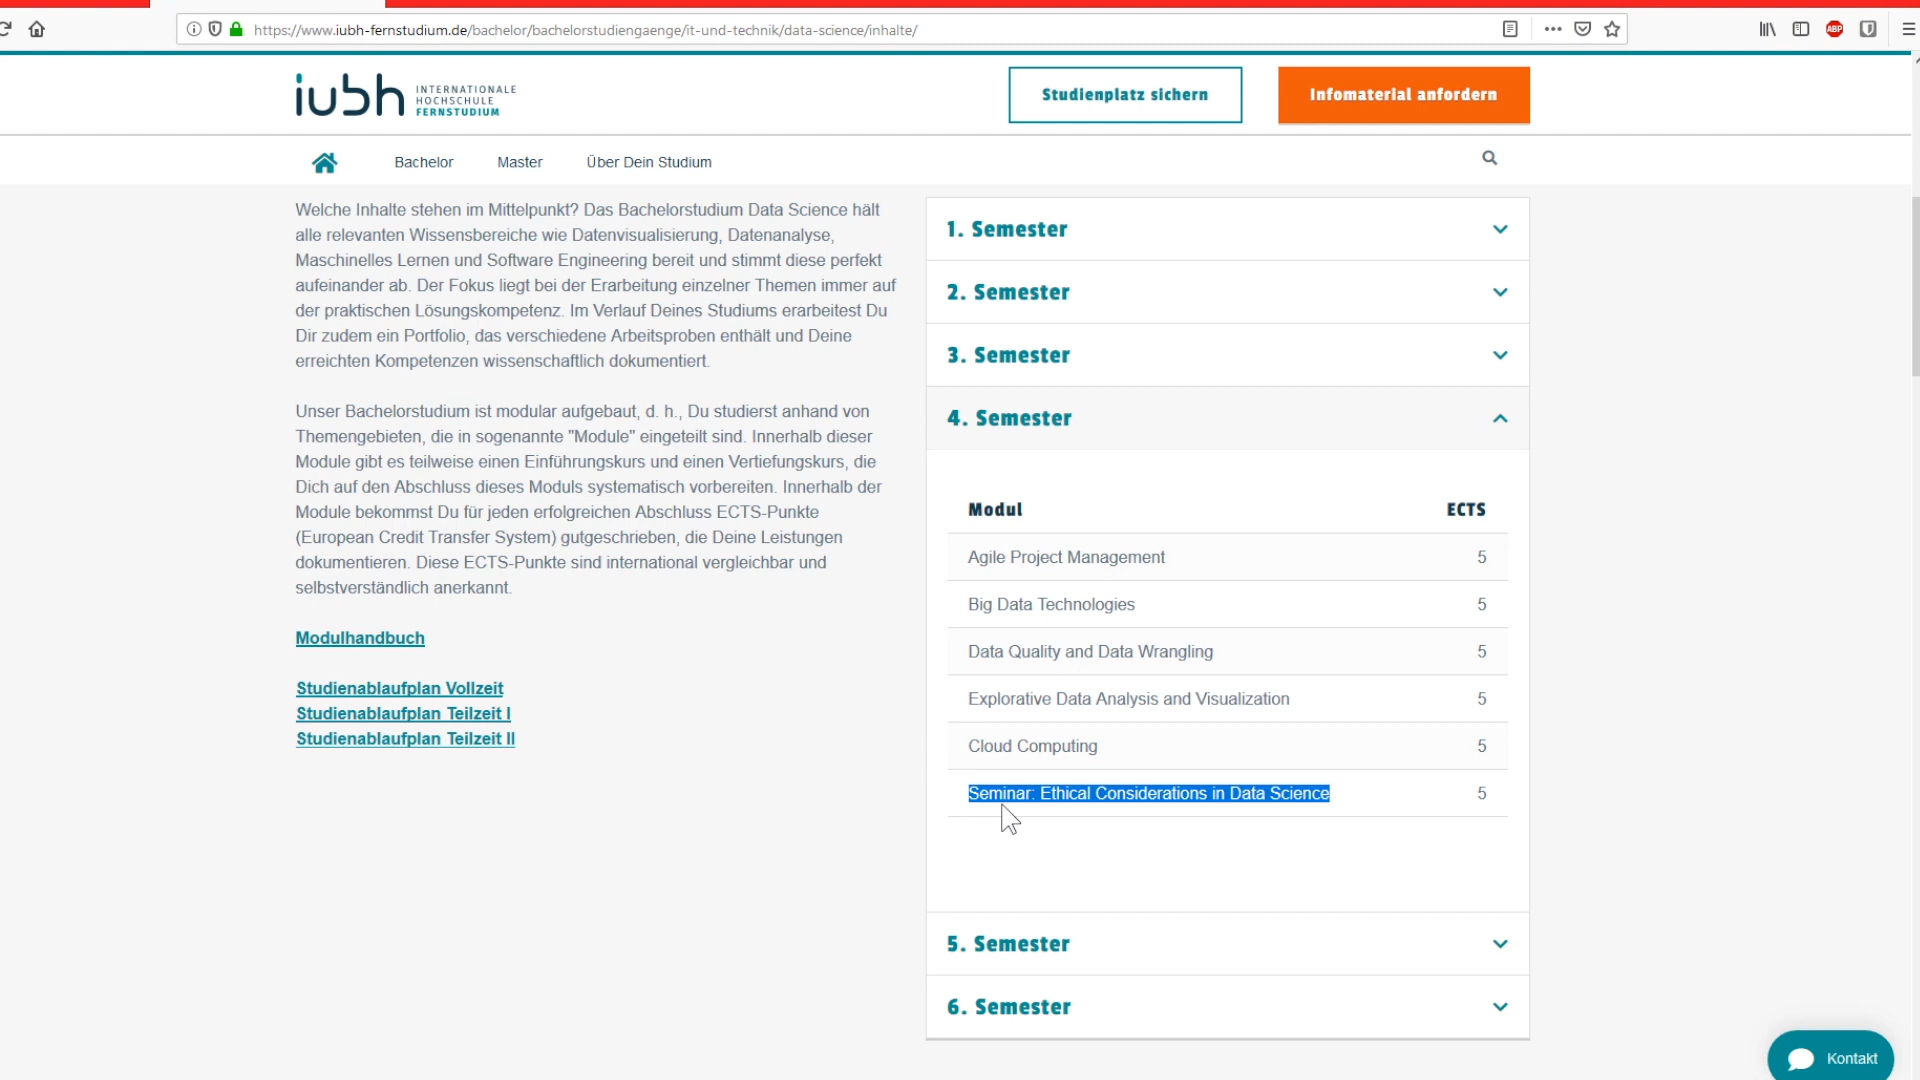 https://www.iubh-fernstudium.de/bachelor/bachelorstudiengaenge/it-und-technik/data-science/inhalte/
ABP
iubh INTERNATIONALE
HOCHSCHULE
FERNSTUDIUM
Studienplatz sichern
Infomaterial anfordern
Bachelor
Master
Über Dein Studium
Welche Inhalte stehen im Mittelpunkt? Das Bachelorstudium Data Science hält
alle relevanten Wissensbereiche wie Datenvisualisierung, Datenanalyse,
Maschinelles Lernen und Software Engineering bereit und stimmt diese perfekt
aufeinander ab. Der Fokus liegt bei der Erarbeitung einzelner Themen immer auf
der praktischen Lösungskompetenz. Im Verlauf Deines Studiums erarbeitest Du
Dir zudem ein Portfolio, das verschiedene Arbeitsproben enthält und Deine
erreichten Kompetenzen wissenschaftlich dokumentiert.
Unser Bachelorstudium ist modular aufgebaut, d. h., Du studierst anhand von
Themengebieten, die in sogenannte "Module" eingeteilt sind. Innerhalb dieser
Module gibt es teilweise einen Einführungskurs und einen Vertiefungskurs, die
Dich auf den Abschluss dieses Moduls systematisch vorbereiten. Innerhalb der
Module bekommst Du für jeden erfolgreichen Abschluss ECTS-Punkte
(European Credit Transfer System) gutgeschrieben, die Deine Leistungen
dokumentieren. Diese ECTS-Punkte sind international vergleichbar und
selbstverständlich anerkannt.
Modulhandbuch
Studienablaufplan Vollzeit
Studienablaufplan Teilzeit I
Studienablaufplan Teilzeit II
1. Semester
2. Semester
3. Semester
4. Semester
Modul ECTS
Agile Project Management 5
Big Data Technologies 5
Data Quality and Data Wrangling 5
Explorative Data Analysis and Visualization 5
Cloud Computing 5
Seminar: Ethical Considerations in Data Science 5
5. Semester
6. Semester
Kontakt